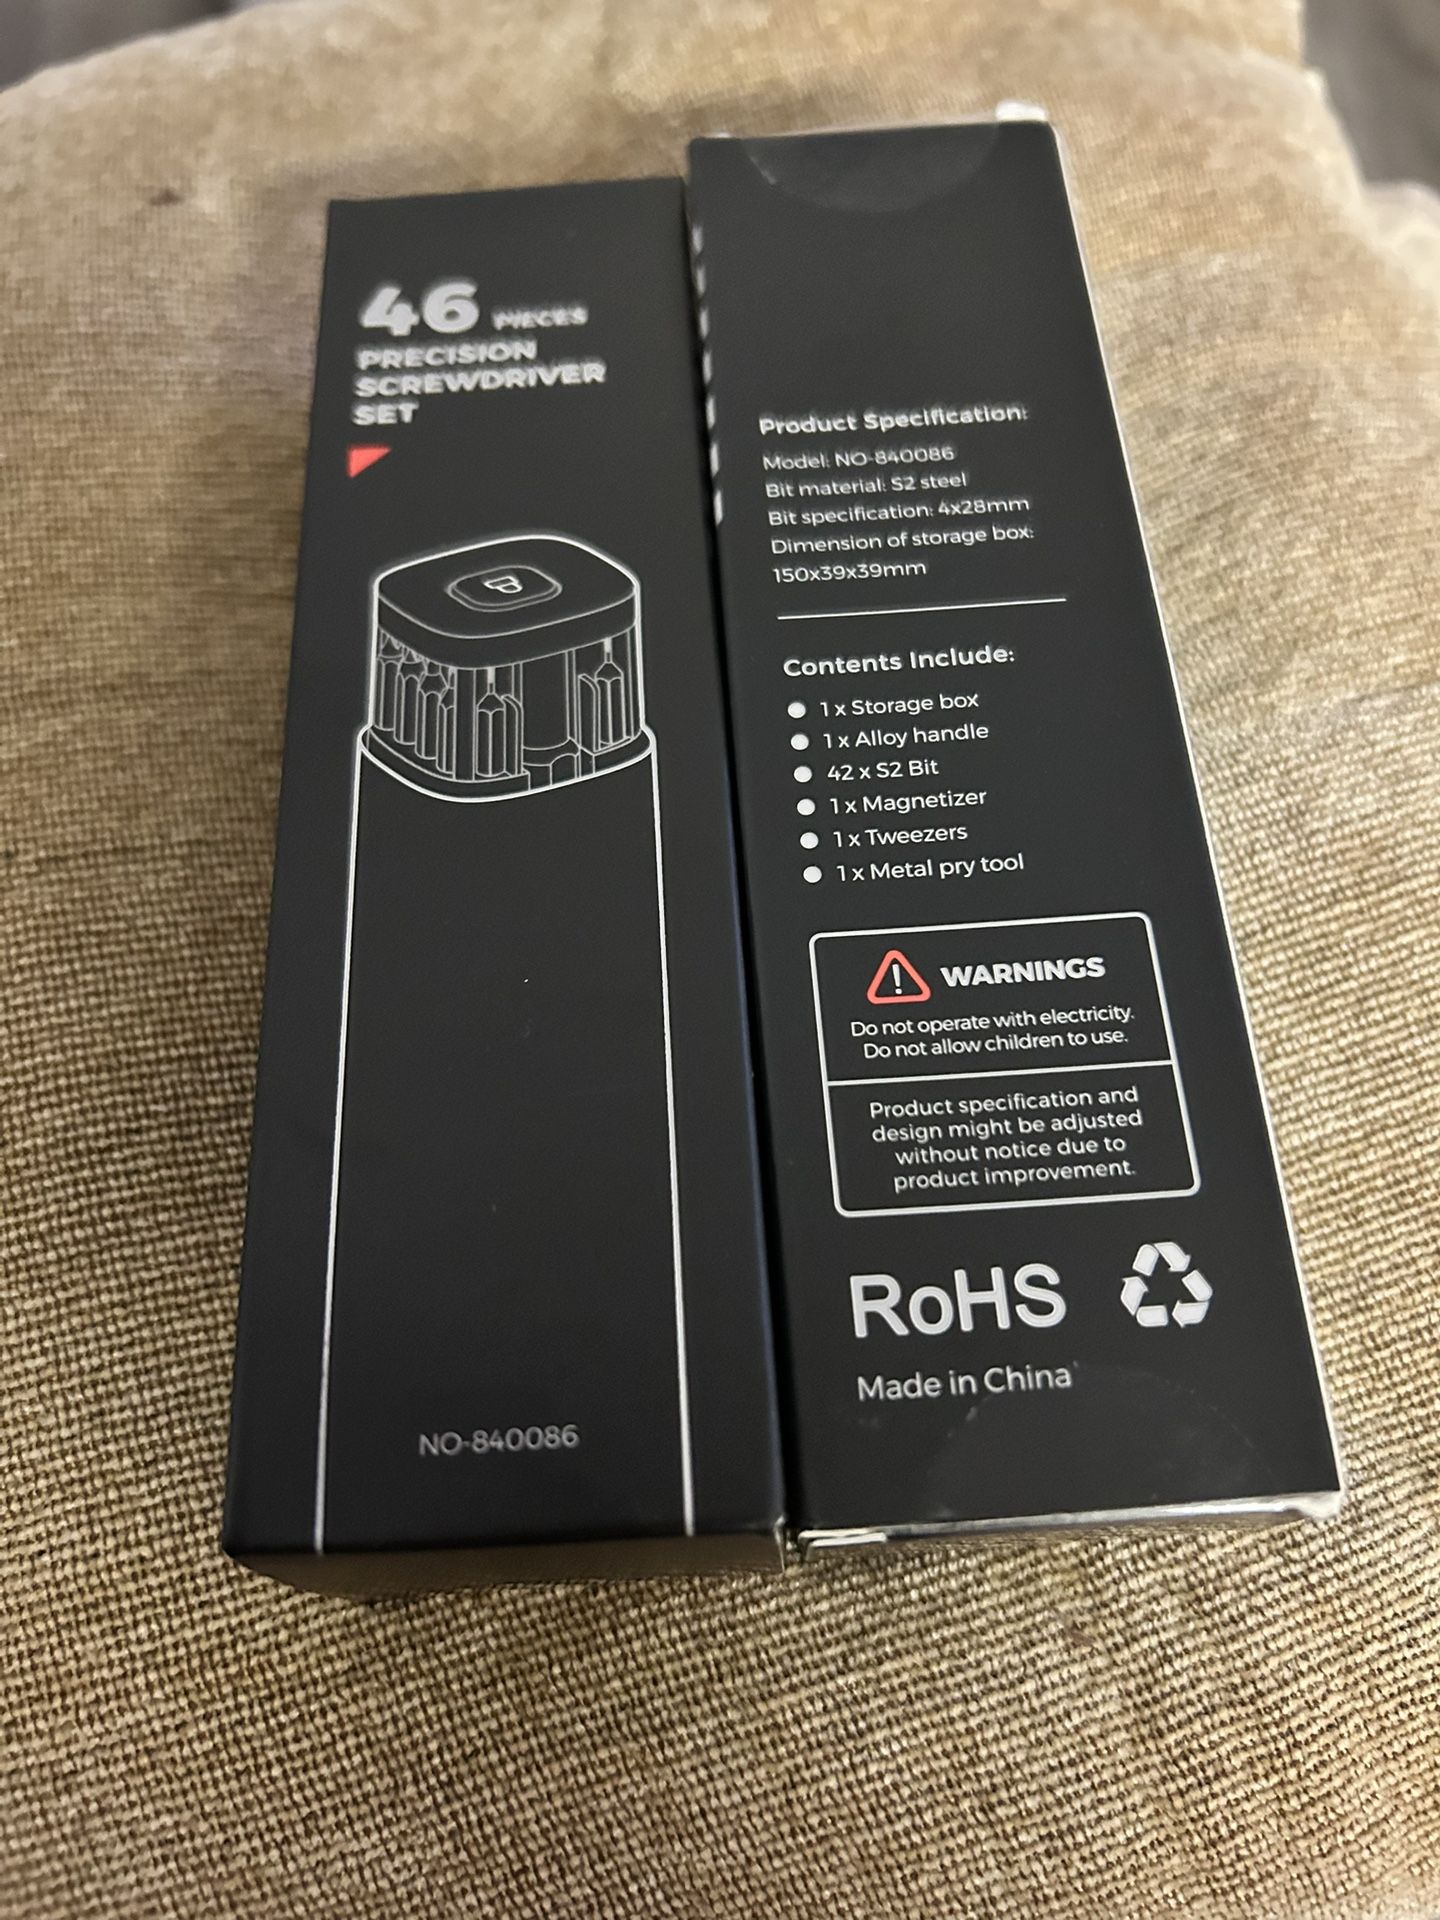 46 PIECES
PRECISION
SCREWDRIVER
SET
NO-840086
Product Specification:
Model: NO-840086
Bit material: S2 steel
Bit specification: 4x28mm
Dimension of storage box:
150x39x39mm
Contents Include:
1 x Storage box
1 x Alloy handle
42 x S2 Bit
1 x Magnetizer
1 x Tweezers
1 x Metal pry tool
WARNINGS
Do not operate with electricity.
Do not allow children to use.
Product specification and
design might be adjusted
without notice due to
product improvement.
RoHS
Made in China